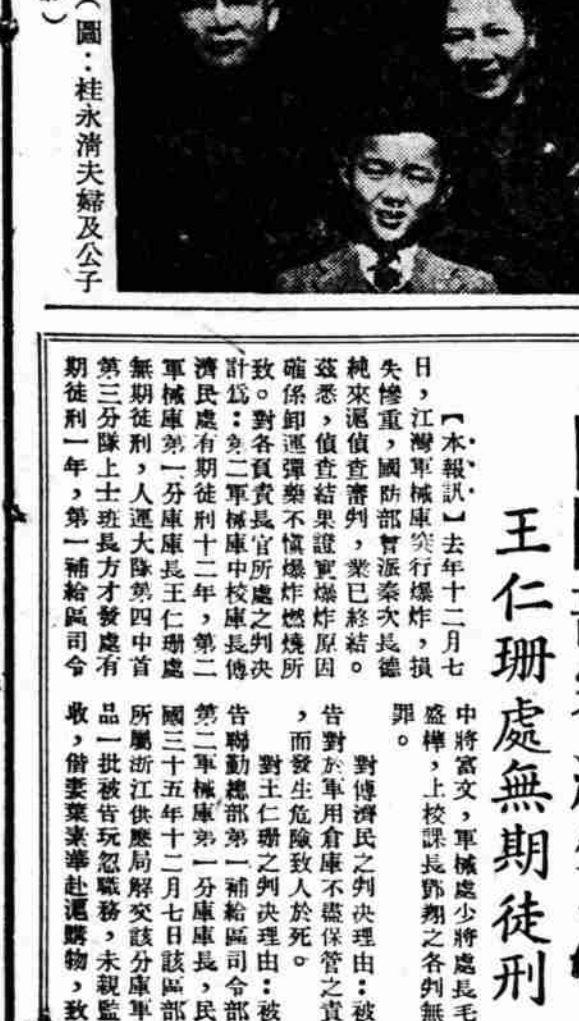 （圖：桂永清夫婦及公子
）
王仁珊處無期徒刑
【本報訊】去年十二月七
日，江灣軍械庫突行爆炸，損
失慘重，國防部曾派秦次長德
純來滬偵查審判，業已終結。
茲悉，偵查結果證實爆炸原因
確係卸運彈藥不慎爆炸燃燒所
致。對各負責長官所處之判決
計爲：第二軍械庫中校庫長傅
濟民處有期徒刑十二年，第二
軍械庫第一分庫庫長王仁珊處
無期徒刑，人運大隊第四中首
第三分隊上士班長方才發處有
期徒刑一年，第一補給區司令
中將富文，軍械處少將處長毛
盛樺，上校課長鄧翔之各判無
罪。
對傅濟民之判决理由：被
告對於軍用倉庫不盡保管之責
，而發生危險致人於死。
對王仁珊之判决理由：被
告聯勤總部第一補給區司令部
第二軍械庫第一分庫庫長，民
國三十五年十二月七日該區部
所屬浙江供應局解交該分庫軍
品一批被告玩忽職務，未親監
收，偕妻葉素華赴滬購物，致